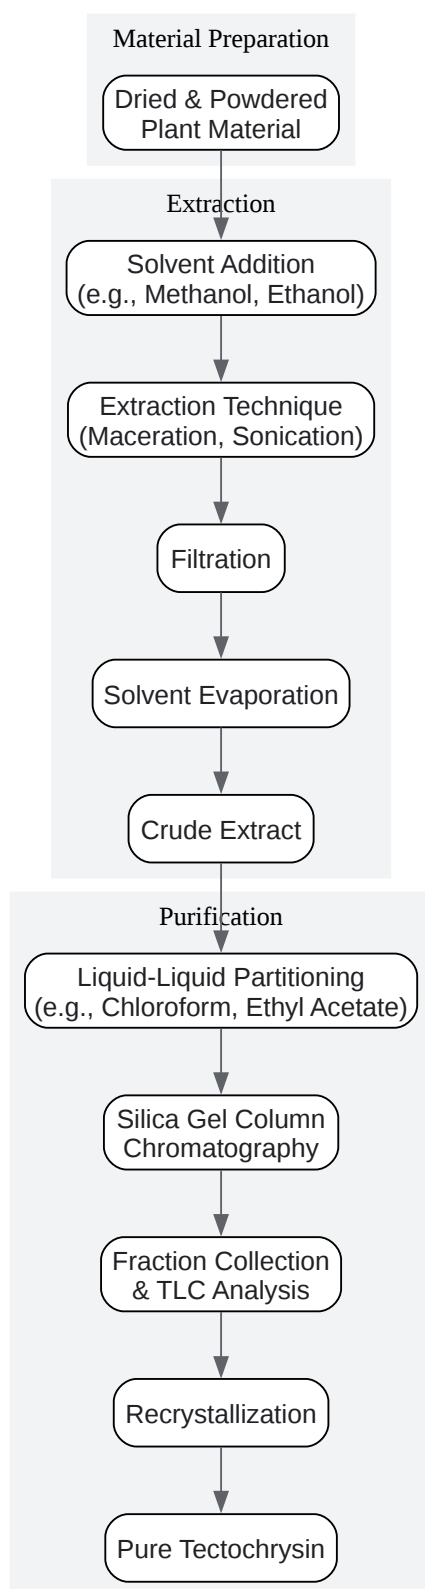 Material Preparation
Dried & Powdered
Plant Material
Extraction
Solvent Addition
(e.g., Methanol, Ethanol)
Extraction Technique
(Maceration, Sonication)
Filtration
Solvent Evaporation
Crude Extract
Purification
Liquid-Liquid Partitioning
(e.g., Chloroform, Ethyl Acetate)
Silica Gel Column
Chromatography
Fraction Collection
& TLC Analysis
Recrystallization
Pure Tectochrysin